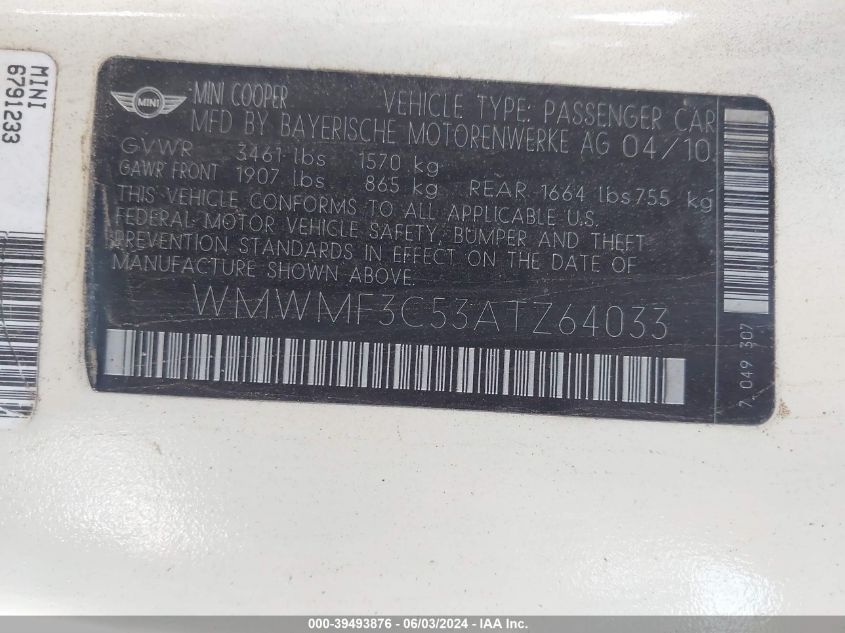 MINI
6791233
MINI
MINI COOPER
VEHICLE TYPE: PASSENGER CAR
MFD BY BAYERISCHE MOTORENWERKE AG 04/10
GVWR 3461 lbs 1570 kg
GAWR FRONT 1907 lbs 865 kg REAR 1664 lbs 755 kg
THIS VEHICLE CONFORMS TO ALL APPLICABLE U.S.
FEDERAL MOTOR VEHICLE SAFETY, BUMPER AND THEFT
PREVENTION STANDARDS IN EFFECT ON THE DATE OF
MANUFACTURE SHOWN ABOVE.
WMWMF3C53ATZ64033
7 049 307
000-39493876 - 06/03/2024 - IAAI.COM